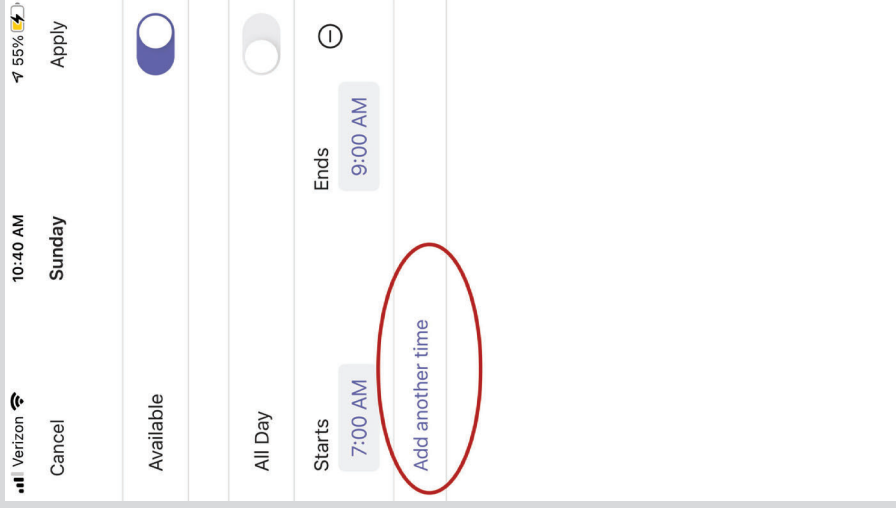 Verizon 10:40 AM 55%
Cancel Sunday Apply
Available
All Day
Starts Ends
7:00 AM 9:00 AM
Add another time